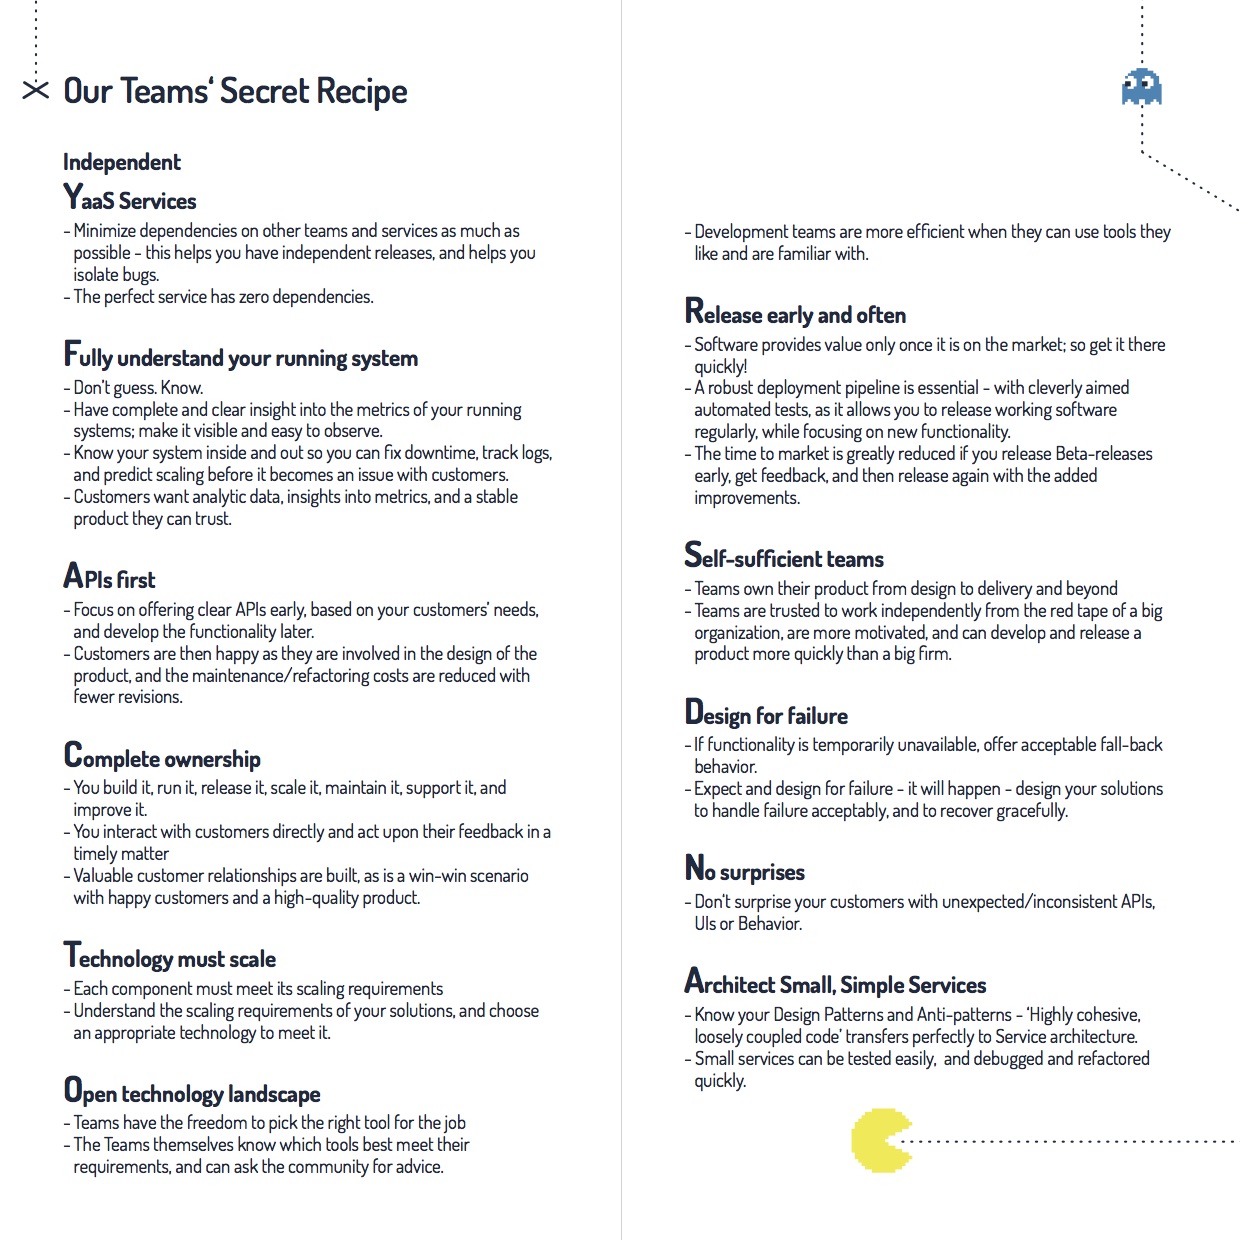 Our Teams‘ Secret Recipe
Independent
YaaS Services
- Minimize dependencies on other teams and services as much as
possible - this helps you have independent releases, and helps you
isolate bugs.
- The perfect service has zero dependencies.
Fully understand your running system
- Don't guess. Know.
- Have complete and clear insight into the metrics of your running
systems; make it visible and easy to observe.
- Know your system inside and out so you can fix downtime, track logs,
and predict scaling before it becomes an issue with customers.
- Customers want analytic data, insights into metrics, and a stable
product they can trust.
APIs first
- Focus on offering clear APIs early, based on your customers’ needs,
and develop the functionality later.
- Customers are then happy as they are involved in the design of the
product, and the maintenance/refactoring costs are reduced with
fewer revisions.
Complete ownership
- You build it, run it, release it, scale it, maintain it, support it, and
improve it.
- You interact with customers directly and act upon their feedback in a
timely matter
- Valuable customer relationships are built, as is a win-win scenario
with happy customers and a high-quality product.
Technology must scale
- Each component must meet its scaling requirements
- Understand the scaling requirements of your solutions, and choose
an appropriate technology to meet it.
Open technology landscape
- Teams have the freedom to pick the right tool for the job
- The Teams themselves know which tools best meet their
requirements, and can ask the community for advice.
- Development teams are more efficient when they can use tools they
like and are familiar with.
Release early and often
- Software provides value only once it is on the market; so get it there
quickly!
- A robust deployment pipeline is essential - with cleverly aimed
automated tests, as it allows you to release working software
regularly, while focusing on new functionality.
- The time to market is greatly reduced if you release Beta-releases
early, get feedback, and then release again with the added
improvements.
Self-sufficient teams
- Teams own their product from design to delivery and beyond
- Teams are trusted to work independently from the red tape of a big
organization, are more motivated, and can develop and release a
product more quickly than a big firm.
Design for failure
- If functionality is temporarily unavailable, offer acceptable fall-back
behavior.
- Expect and design for failure - it will happen - design your solutions
to handle failure acceptably, and to recover gracefully.
No surprises
- Don't surprise your customers with unexpected/inconsistent APIs,
UIs or Behavior.
Architect Small, Simple Services
- Know your Design Patterns and Anti-patterns - ‘Highly cohesive,
loosely coupled code’ transfers perfectly to Service architecture.
- Small services can be tested easily,  and debugged and refactored
quickly.